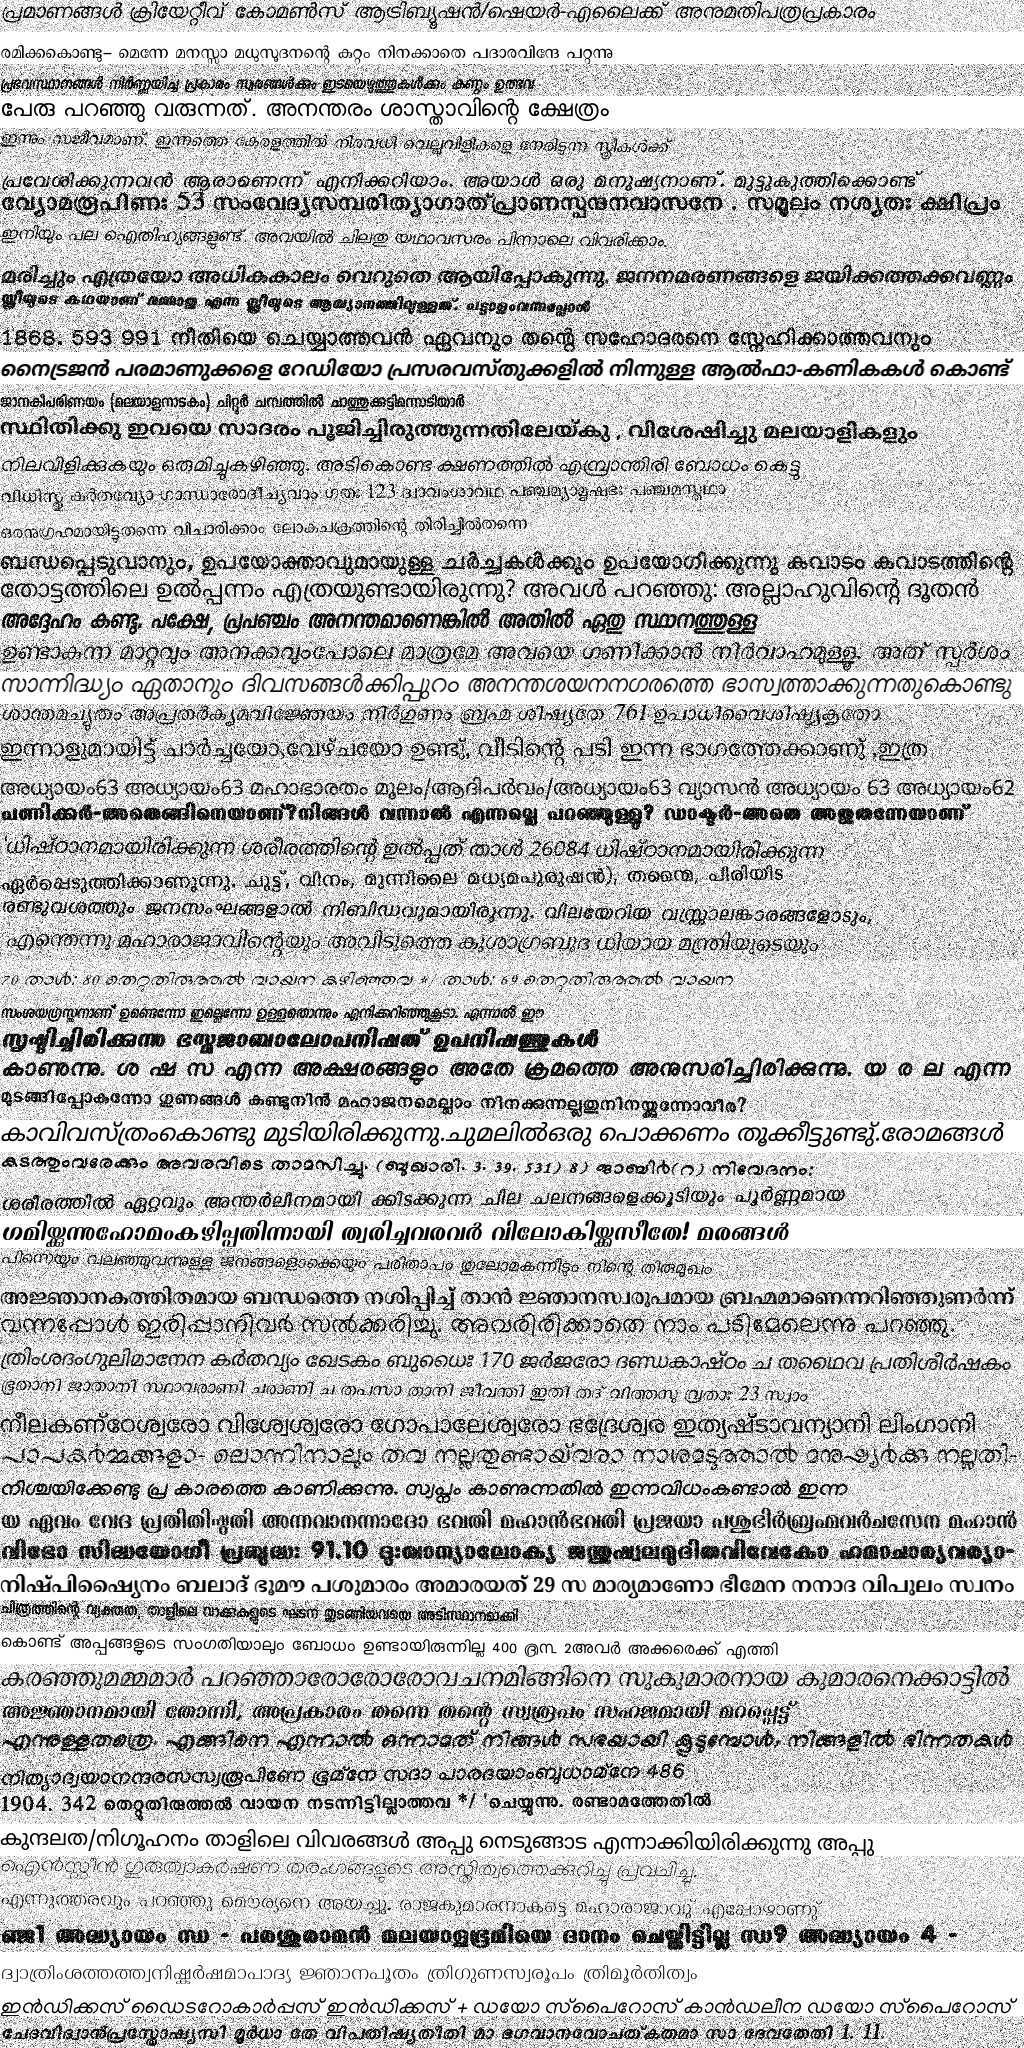 പ്രമാണങ്ങൾ ക്രിയേറ്റീവ് കോമൺസ് ആട്രിബ്യൂഷൻ/ഷെയർ-എലൈക്ക് അനുമതിപത്രപ്രകാരം
രമിക്കകൊണ്ടു– മെന്നേ മനസ്സാ മധുസുദനന്റെ കുറ്റം നിനക്കാതെ പദാരവിന്ദേ പറ്റന്നു
പ്രഭവസ്ഥാനങ്ങൾ നിർണ്ണയിച്ച പ്രകാരം സ്വരങ്ങൾക്കും ഇടയെഴുത്തുകൾക്കും കണ്ഠം ഉത്ഭവ
പേരു പറഞ്ഞു വരുന്നത്. അനന്തരം ശാസ്താവിന്റെ ക്ഷേത്രം
ഇന്നും സജീവമാണ്. ഇന്നത്തെ കേരളത്തിൽ നിരവധി വെല്ലുവിളികളെ നേരിടുന്ന സ്ത്രീകൾക്ക്
പ്രവേശിക്കുന്നവൻ ആരാണെന്ന് എനിക്കറിയാം. അയാൾ ഒരു മനുഷ്യനാണ്. മുട്ടുകുത്തിക്കൊണ്ട്
വ്യോമരൂപിണഃ 53 സംവേദ്യസമ്പരിത്യാഗാത്പ്രാണസ്പന്ദനവാസനേ . സമൂലം നശ്യതഃ ക്ഷിപ്രം
ഇനിയും പല ഐതിഹ്യങ്ങളുണ്ട്. അവയിൽ ചിലതു യഥാവസരം പിന്നാലെ വിവരിക്കാം.
മരിച്ചും എത്രയോ അധികകാലം വെറുതെ ആയിപ്പോകുന്നു. ജനനമരണങ്ങളെ ജയിക്കത്തക്കവണ്ണം
സ്ത്രീയുടെ കഥയാണ് മമ്മാതു എന്ന സ്ത്രീയുടെ ആഖ്യാനത്തിലുള്ളത്. പട്ടാളംവന്നപ്പോൾ
1868. 593 991 നീതിയെ ചെയ്യാത്തവൻ ഏവനും തന്റെ സഹോദരനെ സ്നേഹിക്കാത്തവനും
നൈട്രജൻ പരമാണുക്കളെ റേഡിയോ പ്രസരവസ്തുക്കളിൽ നിന്നുള്ള ആൽഫാ-കണികകൾ കൊണ്ട്
ജാനകീപരിണയം (മലയാളനാടകം) ചിറ്റൂർ ചമ്പത്തിൽ ചാത്തുക്കുട്ടിമന്നടിയാർ
സ്ഥിതിക്കു ഇവയെ സാദരം പൂജിച്ചിരുത്തുന്നതിലേയ്കു , വിശേഷിച്ചു മലയാളികളും
നിലവിളിക്കുകയും ഒരുമിച്ചുകഴിഞ്ഞു. അടികൊണ്ട ക്ഷണത്തിൽ എമ്പ്രാന്തിരി ബോധം കെട്ടു
വിധിസ്തു കർതവ്യോ ഗാന്ധാരോദീച്യവാം ഗതഃ 123 ദ്വാവംശാവഥ പഞ്ചമ്യാമൃഷഭഃ പഞ്ചമസ്തഥാ
ഒരനുഗ്രഹമായിട്ടുതന്നെ വിചാരിക്കാം ലോകചക്രത്തിന്റെ തിരിച്ചിൽതന്നെ
ബന്ധപ്പെടുവാനും, ഉപയോക്താവുമായുള്ള ചർച്ചകൾക്കും ഉപയോഗീക്കുന്നു കവാടം കവാടത്തിന്റെ
തോട്ടത്തിലെ ഉൽപ്പന്നം എത്രയുണ്ടായിരുന്നു? അവൾ പറഞ്ഞു: അല്ലാഹുവിന്റെ ദൂതൻ
അദ്ദേഹം കണ്ടു. പക്ഷേ, പ്രപഞ്ചം അനന്തമാണെങ്കിൽ അതിൽ ഏതു സ്ഥാനത്തുള്ള
ഉണ്ടാകുന്ന മാറ്റവും അനക്കവുംപോലെ മാത്രമേ അവയെ ഗണിക്കാൻ നിർവാഹമുള്ളൂ. അത് സ്പർശം
സാന്നിദ്ധ്യം ഏതാനും ദിവസങ്ങൾക്കിപ്പുറം അനന്തശയനനഗരത്തെ ഭാസ്വത്താക്കുന്നതുകൊണ്ടു
ശാന്തമച്യുതം അപ്രതർക്യമവിജ്ഞേയം നിർഗുണം ബ്രഹ്മ ശിഷ്യതേ 761 ഉപാധിവൈശിഷ്ട്യകൃതോ
ഇന്നാളുമായിട്ട് ചാർച്ചയോ,വേഴ്ചയോ ഉണ്ടു്, വീടിന്റെ പടി ഇന്ന ഭാഗത്തേക്കാണു് ,ഇത്ര
അധ്യായം63 അധ്യായം63 മഹാഭാരതം മൂലം/ആദിപർവം/അധ്യായം63 വ്യാസൻ അധ്യായം 63 അധ്യായം62
പണിക്കർ-അതെങ്ങിനെയാണ്?നിങ്ങൾ വന്നാൽ എന്നല്ലെ പറഞ്ഞുള്ളു? ഡാക്ടർ-അതെ അതുതന്നേയാണ്
'ധിഷ്ഠാനമായിരിക്കുന്ന ശരീരത്തിന്റെ ഉൽപ്പത് താൾ 26084 ധിഷ്ഠാനമായിരിക്കുന്ന
ഏർപ്പെടുത്തിക്കാണുന്നു. ചുട്ട്, വിനം, മുന്നിലൈ മധ്യമപുരുഷൻ), തന്മൈ, പിരിയിട
രണ്ടുവശത്തും ജനസംഘങ്ങളാൽ നിബിഡവുമായിരുന്നു. വിലയേറിയ വസ്ത്രാലങ്കാരങ്ങളോടും,
എന്തെന്നു മഹാരാജാവിന്റെയും അവിടുത്തെ കുശാഗ്രബുദ ധിയായ മന്ത്രിയുടെയും
70 താൾ: 80 തെറ്റുതിരുത്തൽ വായന കഴിഞ്ഞവ */ താൾ: 69 തെറ്റുതിരുത്തൽ വായന
സംശയഗ്രസ്തനാണ് ഉണ്ടെന്നോ ഇല്ലെന്നോ ഉള്ളതൊന്നും എനിക്കറിഞ്ഞുകൂടാ. എന്നാൽ ഈ
സൃഷ്ടിച്ചിരിക്കുന്ന ഭസ്മജാബാലോപനിഷത് ഉപനിഷത്തുകൾ
കാണുന്നു. ശ ഷ സ എന്ന അക്ഷരങ്ങളും അതേ ക്രമത്തെ അനുസരിച്ചിരിക്കുന്നു. യ ര ല എന്ന
മുടങ്ങിപ്പോകുന്നോ ഗുണങ്ങൾ കണ്ടുനിൻ മഹാജനമെല്ലാം നിനക്കുന്നല്ലതുനിനയ്ക്കുന്നോവീര?
കാവിവസ്ത്രംകൊണ്ടു മുടിയിരിക്കുന്നു.ചുമലിൽഒരു പൊക്കണം തൂക്കീട്ടുണ്ടു്.രോമങ്ങൾ
കടത്തുംവരേക്കും അവരവിടെ താമസിച്ചു. (ബുഖാരി. 3. 39. 531) 8) ജാബിർ(റ) നിവേദനം:
ശരീരത്തിൽ ഏറ്റവും അന്തർലീനമായി ക്കിടക്കുന്ന ചില ചലനങ്ങളെക്കൂടിയും പൂർണ്ണമായ
ഗമിയ്ക്കുന്നുഹോമംകഴിപ്പതിന്നായി ത്വരിച്ചവരവർ വിലോകിയ്ക്കസീതേ! മരങ്ങൾ
പിന്നെയും വലഞ്ഞുവന്നുള്ള ജനങ്ങളൊക്കെയും പരിതാപം തുലോമകന്നീടും നിന്റെ തിരുമുഖം
അജ്ഞാനകത്തിതമായ ബന്ധത്തെ നശിപ്പിച്ച് താൻ ജ്ഞാനസ്വരൂപമായ ബ്രഹ്മമാണെന്നറിഞ്ഞുണർന്ന്
വന്നപ്പോൾ ഇരിപ്പാനിവർ സൽക്കരിച്ചു. അവരിരിക്കാതെ നാം പടിമേലെന്നു പറഞ്ഞു.
ത്രിംശദംഗുലിമാനേന കർതവ്യം ഖേടകം ബുധൈഃ 170 ജർജരോ ദണ്ഡകാഷ്ഠം ച തഥൈവ പ്രതിശീർഷകം
ഭൂതാനി ജാതാനി സ്ഥാവരാണി ചരാണി ച തപസാ താനി ജീവന്തി ഇതി തദ് വിത്തസു വ്രതാഃ 23 സ്വാം
നീലകണ്ഠേശ്വരോ വിശ്വേശ്വരോ ഗോപാലേശ്വരോ ഭദ്രേശ്വര ഇത്യഷ്ടാവന്യാനി ലിംഗാനി
പാപകർമ്മങ്ങളാ- ലൊന്നിനാലും തവ നല്ലതുണ്ടായ്‌വരാ നാശമടുത്താൽ മനുഷ്യർക്കു നല്ലതി-
നിശ്ചയിക്കേണ്ടു പ്ര കാരത്തെ കാണിക്കുന്നു. സ്വപ്നം കാണുന്നതിൽ ഇന്നവിധംകണ്ടാൽ ഇന്ന
യ ഏവം വേദ പ്രതിതിഷ്ഠതി അന്നവാനന്നാദോ ഭവതി മഹാൻഭവതി പ്രജയാ പശുഭിർബ്രഹ്മവർചസേന മഹാൻ
വിഭോ സിദ്ധയോഗീ പ്രബുദ്ധഃ 91.10 ദുഃഖാന്യാലോക്യ ജന്തുഷ്വലമുദിതവിവേകോ ഹമാചാര്യവര്യാ-
നിഷ്പിഷ്യൈനം ബലാദ് ഭൂമൗ പശുമാരം അമാരയത് 29 സ മാര്യമാണോ ഭീമേന നനാദ വിപുലം സ്വനം
ചിത്രത്തിന്റെ വ്യക്തത, താളിലെ വാക്കുകളുടെ ഘടന തുടങ്ങിയവയെ അടിസ്ഥാനമാക്കി
കൊണ്ട് അപ്പങ്ങളുടെ സംഗതിയാലും ബോധം ഉണ്ടായിരുന്നില്ല 400 ക്രസ. 2അവർ അക്കരെക്ക് എത്തി
കരഞ്ഞുമമ്മമാർ പറഞ്ഞാരോരോരോരോവചനമിങ്ങിനെ സുകുമാരനായ കുമാരനെക്കാട്ടിൽ
അജ്ഞാനമായി തോന്നി, അപ്രകാരം തന്നെ തന്റെ സ്വരൂപം സഹജമായി മറപ്പെട്ട്
എന്നുള്ളതത്രെ. എങ്ങിനെ എന്നാൽ ഒന്നാമത് നിങ്ങൾ സഭയായി കൂടുമ്പോൾ, നിങ്ങളിൽ ഭിന്നതകൾ
നിത്യാദ്വയാനന്ദരസസ്വരൂപിണേ ഭൂമ്നേ സദാ പാരദയാംബുധാമ്നേ 486
1904. 342 തെറ്റുതിരുത്തൽ വായന നടന്നിട്ടില്ലാത്തവ */ 'ചെയ്യുന്നു. രണ്ടാമത്തേതിൽ
കുന്ദലത/നിഗൂഹനം താളിലെ വിവരങ്ങൾ അപ്പു നെടുങ്ങാട എന്നാക്കിയിരിക്കുന്നു അപ്പു
ഐൻസ്റ്റീന്റ ഗുരുത്വാകർഷണ തരംഗങ്ങളുടെ അസ്തിത്വത്തെക്കുറിച്ചു പ്രവചിച്ചു.
എന്നുത്തരവും പറഞ്ഞു മൌര്യനെ അയച്ചു. രാജകുമാരനാകട്ടെ മഹാരാജാവു് എപ്പോഴാണു്
ഞ്ജ1 അദ്ധ്യായം ന്ധ - പരശുരാമൻ മലയാളഭൂമിയെ ദാനം ചെയ്തിട്ടില്ല ന്ധ9 അദ്ധ്യായം 4 -
ദ്വാത്രിംശത്തത്ത്വനിഷ്കർഷമാപാദ്യ ജ്ഞാനപൂതം ത്രിഗുണസ്വരൂപം ത്രിമൂർതിത്വം
ഇൻഡിക്കസ് ഡൈടറോകാർപ്പസ് ഇൻഡിക്കസ് + ഡയോ സ്പൈറോസ് കാൻഡലീന ഡയോ സ്പൈറോസ്
ചേദവിദ്വാൻപ്രസ്തോഷ്യസി മൂർധാ തേ വിപതിഷ്യതീതി മാ ഭഗവാനവോചത്കതമാ സാ ദേവതേതി 1. 11.